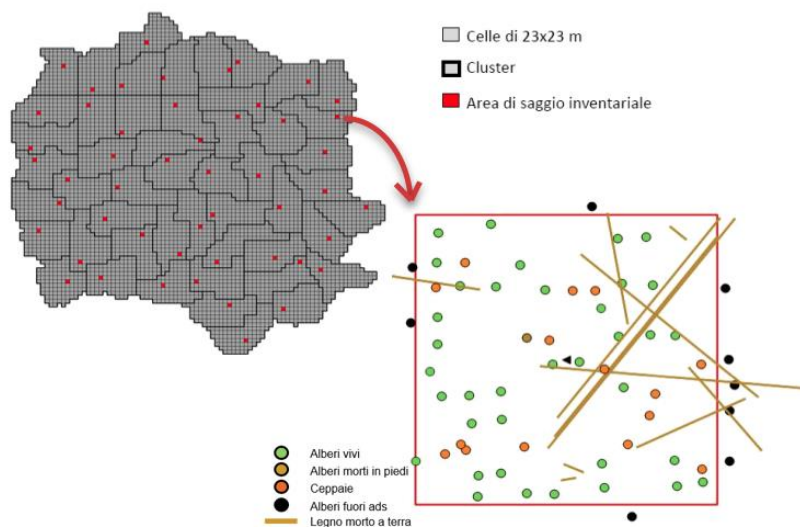 Celle di 23x23 m
Cluster
Area di saggio inventariale
Alberi vivi
Alberi morti in piedi
Ceppaie
Alberi fuori ads
Legno morto a terra